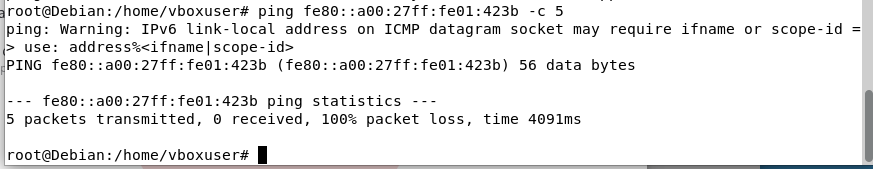 root@Debian:/home/vboxuser# ping fe80::a00:27ff:fe01:423b -c 5
ping: Warning: IPv6 link-local address on ICMP datagram socket may require ifname or scope-id =
> use: address%<ifname|scope-id>
PING fe80::a00:27ff:fe01:423b (fe80::a00:27ff:fe01:423b) 56 data bytes
--- fe80::a00:27ff:fe01:423b ping statistics ---
5 packets transmitted, 0 received, 100% packet loss, time 4091ms
root@Debian:/home/vboxuser#